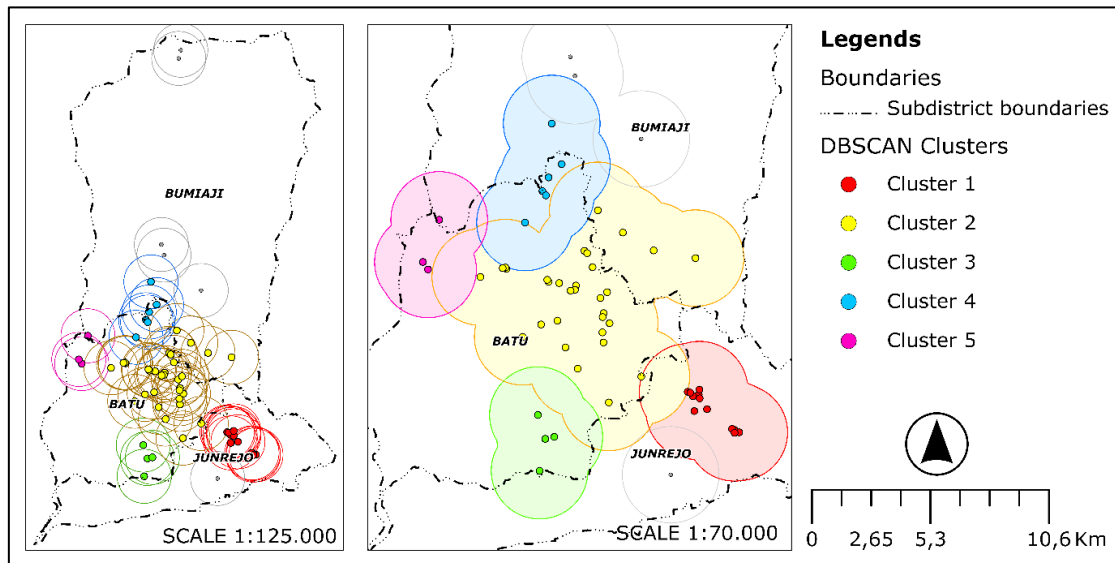 BUMIAJI
BATU
JUNREJO
SCALE 1:125.000
BUMIAJI
BATU
JUNREJO
SCALE 1:70.000
Legends
Boundaries
Subdistrict boundaries
DBSCAN Clusters
Cluster 1
Cluster 2
Cluster 3
Cluster 4
Cluster 5
0 2,65 5,3 10,6 Km